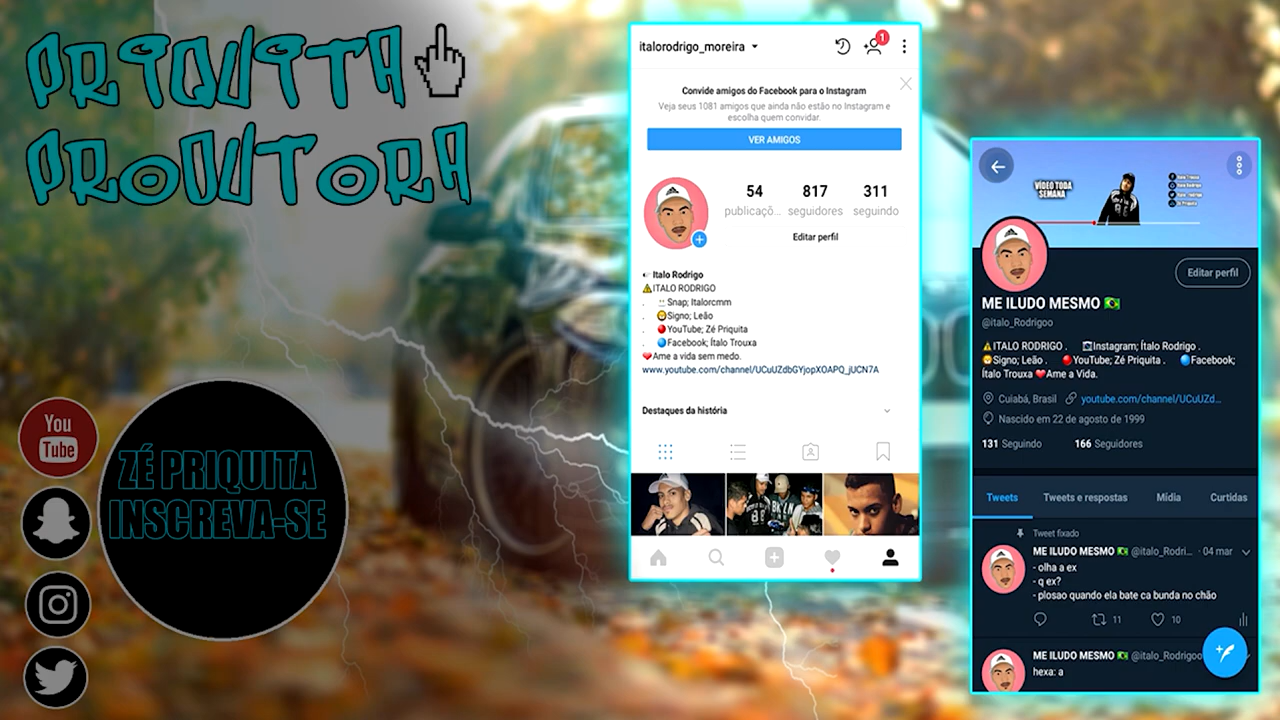 PRIQUITA
PRODUTORA
You
Tube
ZÉ PRIQUITA
INSCREVA-SE
italorodrigo_moreira
1
Convide amigos do Facebook para o Instagram
Veja seus 1081 amigos que ainda não estão no Instagram e
escolha quem convidar.
VER AMIGOS
54 817 311
publicaçõ... seguidores seguindo
Editar perfil
Italo Rodrigo
⚠️ITALO RODRIGO
. Snap; Italorcmm
. 🦁Signo; Leão
. 🔴YouTube; Zé Priquita
. 🔵Facebook; Ítalo Trouxa
❤️Ame a vida sem medo.
www.youtube.com/channel/UCuUZdbGYjopXOAPQ_jUCN7A
Destaques da história
VÍDEO TODA
SEMANA
Editar perfil
ME ILUDO MESMO 🇧🇷
@italo_Rodrigoo
⚠️ITALO RODRIGO . 📷Instagram; Ítalo Rodrigo .
🦁Signo; Leão . 🔴YouTube; Zé Priquita . 🔵Facebook;
Ítalo Trouxa ❤️Ame a Vida.
Cuiabá, Brasil youtube.com/channel/UCuUZd...
Nascido em 22 de agosto de 1999
131 Seguindo 166 Seguidores
Tweets Tweets e respostas Mídia Curtidas
Tweet fixado
ME ILUDO MESMO 🇧🇷 @italo_Rodri... · 04 mar
- olha a ex
- q ex?
- plosao quando ela bate ca bunda no chão
11 10
ME ILUDO MESMO 🇧🇷 @italo_Rodrigoo
hexa: a